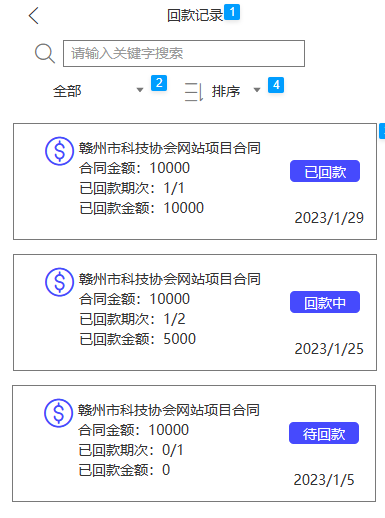 回款记录 1
请输入关键字搜索
全部 2 排序 4
赣州市科技协会网站项目合同
合同金额：10000
已回款
已回款期次：1/1
已回款金额：10000
2023/1/29
赣州市科技协会网站项目合同
合同金额：10000
回款中
已回款期次：1/2
已回款金额：5000
2023/1/25
赣州市科技协会网站项目合同
合同金额：10000
待回款
已回款期次：0/1
已回款金额：0
2023/1/5